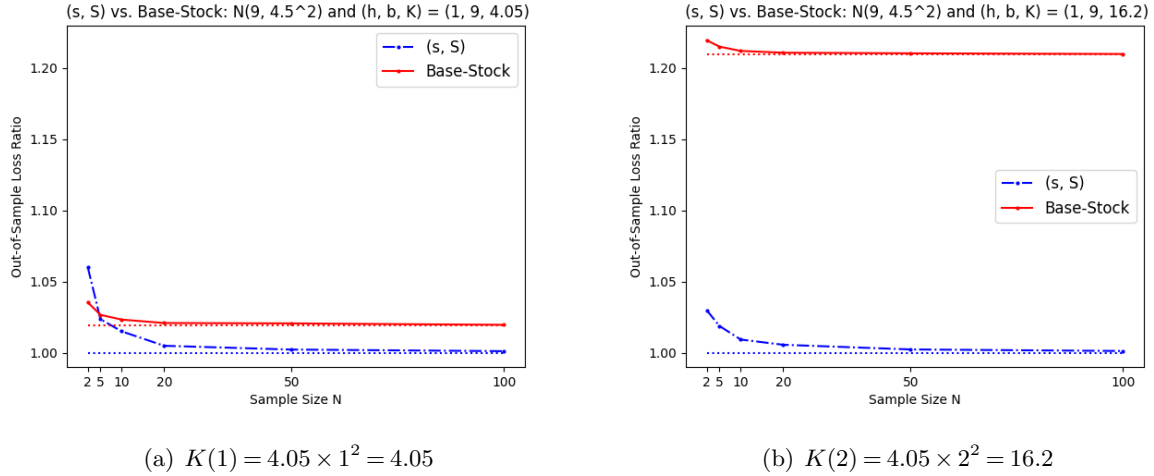 (s, S) vs. Base-Stock: N(9, 4.5^2) and (h, b, K) = (1, 9, 4.05)
(s, S)
Base-Stock
1.20
1.15
1.10
1.05
1.00
Out-of-Sample Loss Ratio
2 5 10 20 50 100
Sample Size N
(a) K(1) = 4.05 × 1² = 4.05
(s, S) vs. Base-Stock: N(9, 4.5^2) and (h, b, K) = (1, 9, 16.2)
1.20
1.15
1.10
1.05
1.00
Out-of-Sample Loss Ratio
(s, S)
Base-Stock
2 5 10 20 50 100
Sample Size N
(b) K(2) = 4.05 × 2² = 16.2